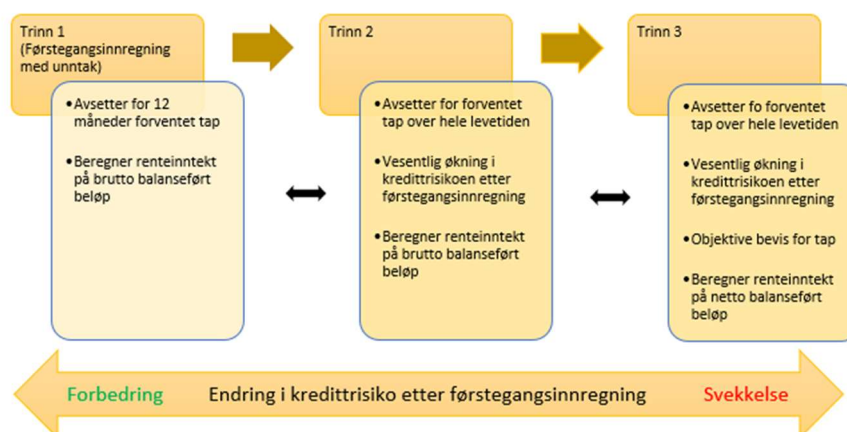 Trinn 1
(Førstegangsinnregning
med unntak)
•Avsetter for 12
måneder forventet tap
•Beregner renteinntekt
på brutto balanseført
beløp
Trinn 2
•Avsetter for forventet
tap over hele levetiden
•Vesentlig økning i
kredittrisikoen etter
førstegangsinnregning
•Beregner renteinntekt
på brutto balanseført
beløp
Trinn 3
•Avsetter fo forventet
tap over hele levetiden
•Vesentlig økning i
kredittrisikoen etter
førstegangsinnregning
•Objektive bevis for tap
•Beregner renteinntekt
på netto balanseført
beløp
Forbedring Endring i kredittrisiko etter førstegangsinnregning Svekkelse